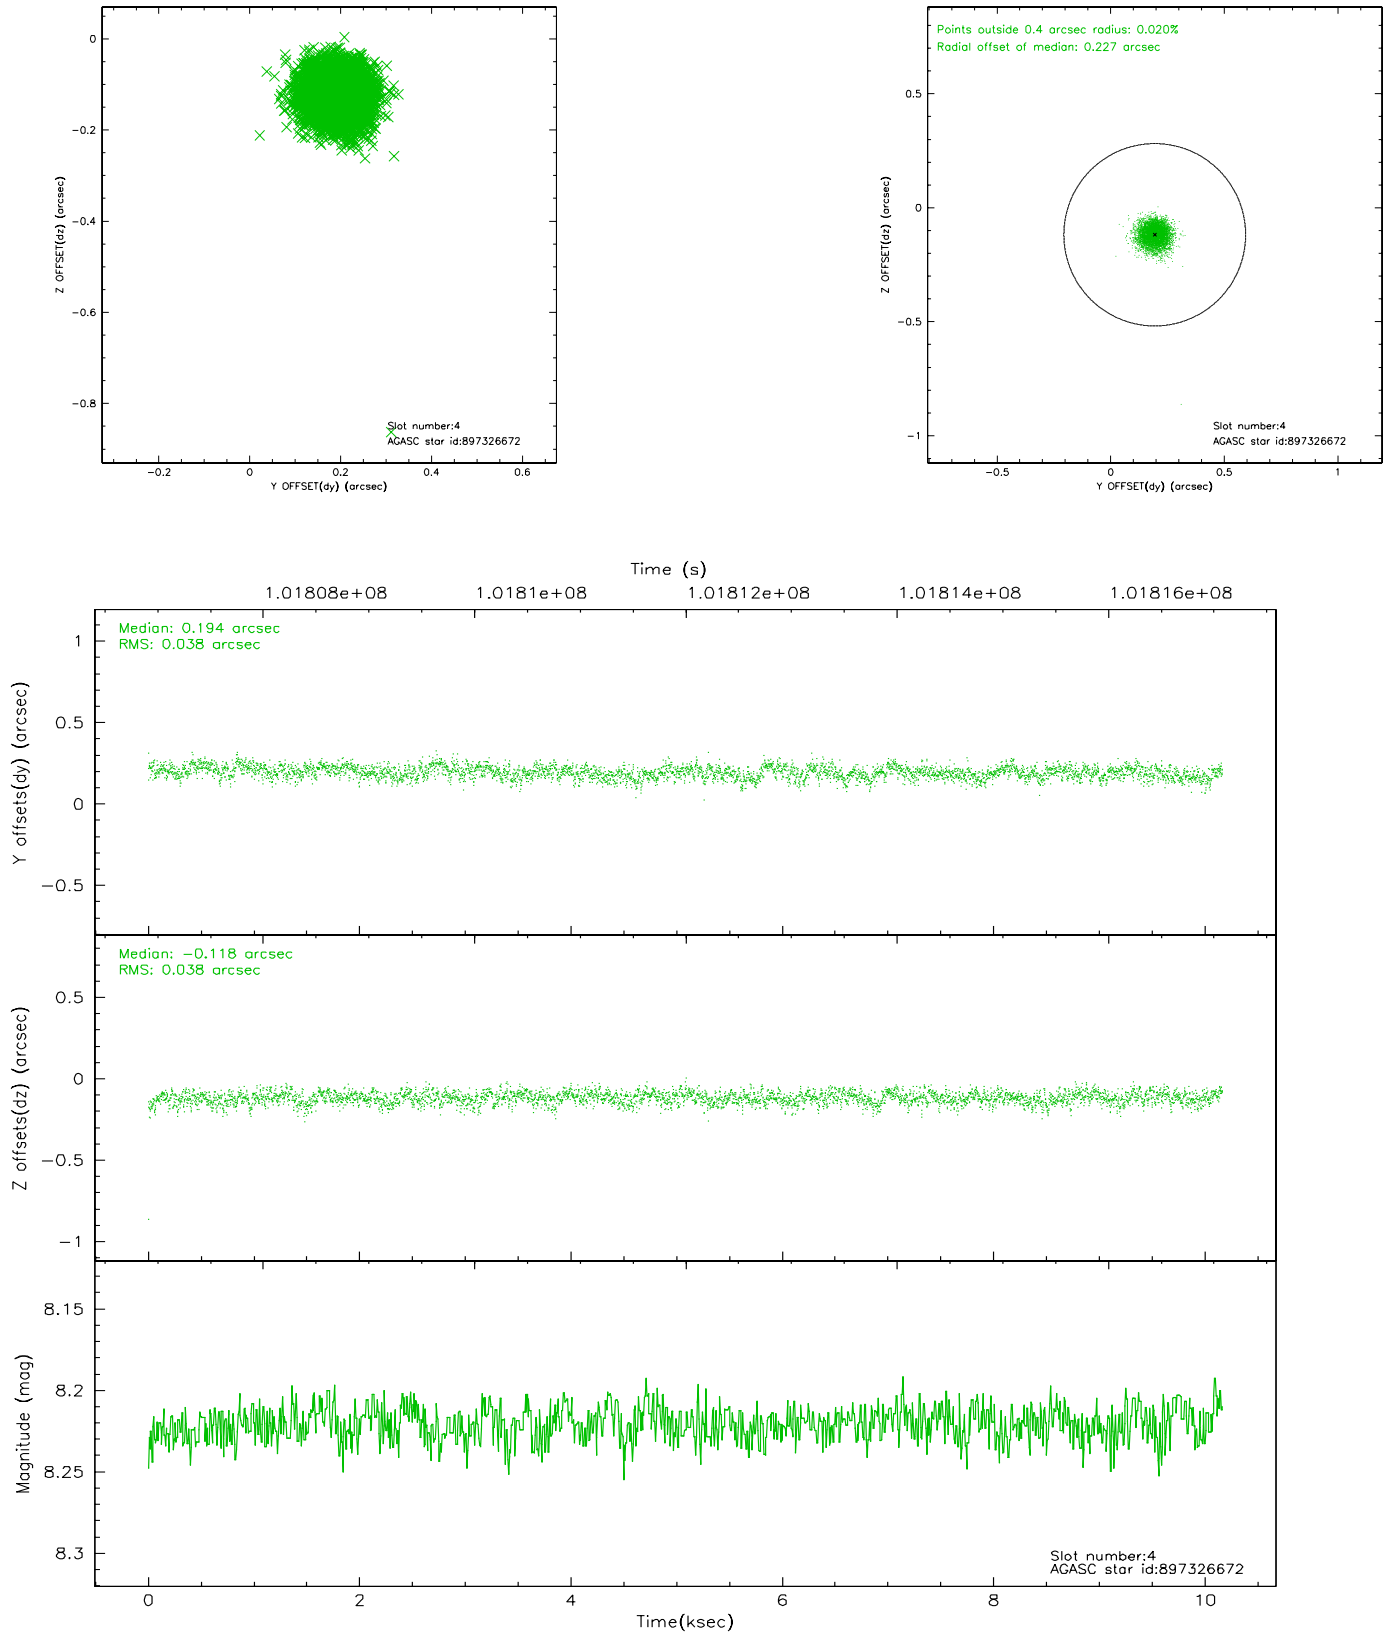 0
−0.2
−0.4
−0.6
−0.8
Z OFFSET(dz) (arcsec)
Slot number:4
AGASC star id:897326672
−0.2 0 0.2 0.4 0.6
Y OFFSET(dy) (arcsec)
Points outside 0.4 arcsec radius: 0.020%
Radial offset of median: 0.227 arcsec
0.5
0
−0.5
−1
Z OFFSET(dz) (arcsec)
Slot number:4
AGASC star id:897326672
−0.5 0 0.5 1
Y OFFSET(dy) (arcsec)
Time (s)
1.01808e+08 1.0181e+08 1.01812e+08 1.01814e+08 1.01816e+08
Median: 0.194 arcsec
RMS: 0.038 arcsec
1
0.5
0
−0.5
Y offsets(dy) (arcsec)
Median: −0.118 arcsec
RMS: 0.038 arcsec
0.5
0
−0.5
−1
Z offsets(dz) (arcsec)
8.15
8.2
8.25
8.3
Magnitude (mag)
Slot number:4
AGASC star id:897326672
0 2 4 6 8 10
Time(ksec)